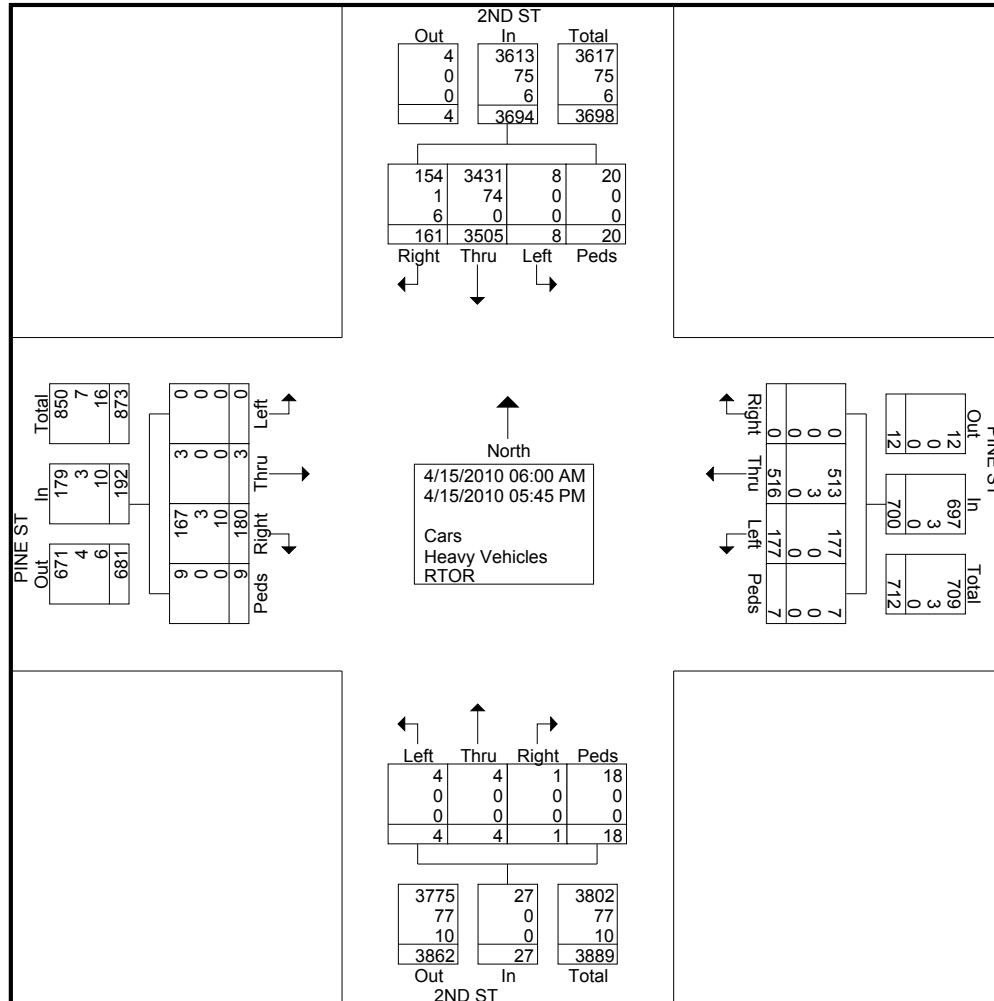 2ND ST
Out In Total
4 3613 3617
0 75 75
0 6 6
4 3694 3698
154 3431 8 20
1 74 0 0
6 0 0 0
161 3505 8 20
Right Thru Left Peds
PINE ST
Total
850 7 16 873
In
179 3 10 192
Out
671 4 6 681
Left
0 0 0 0
Thru
3 0 0 3
Right
167 3 10 180
Peds
9 0 0 9
North
4/15/2010 06:00 AM
4/15/2010 05:45 PM
Cars
Heavy Vehicles
RTOR
PINE ST
Out
12 0 0 12
In
697 3 0 700
Total
709 3 0 712
Right
0 0 0 0
Thru
513 3 0 516
Left
177 0 0 177
Peds
7 0 0 7
Left Thru Right Peds
4 4 1 18
0 0 0 0
0 0 0 0
4 4 1 18
3775 27 3802
77 0 77
10 0 10
3862 27 3889
Out In Total
2ND ST